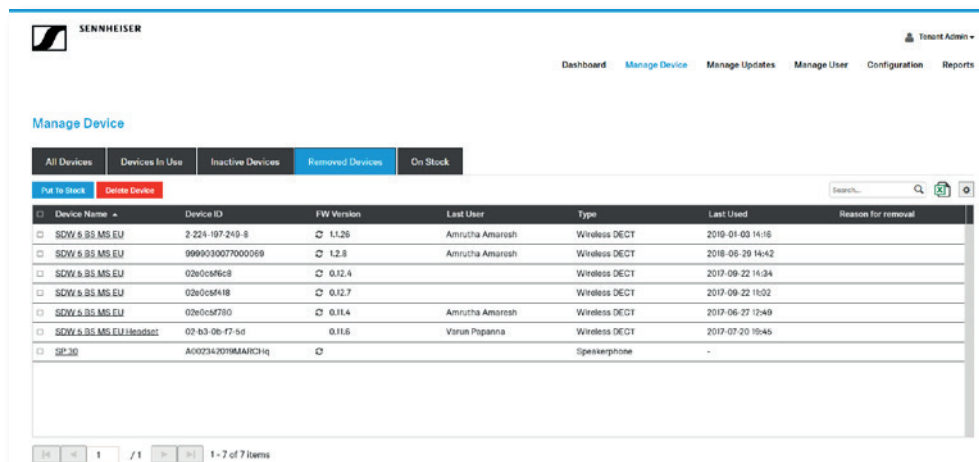 SENNHEISER
Tenant Admin
Dashboard Manage Device Manage Updates Manage User Configuration Reports
Manage Device
All Devices Devices In Use Inactive Devices Removed Devices On Stock
Put To Stock Delete Device Search...
Device Name Device ID FW Version Last User Type Last Used Reason for removal
SDW 5 BS MS EU 2-224-197-249-8 1.1.26 Amrutha Amaresh Wireless DECT 2019-01-03 14:16
SDW 5 BS MS EU 9999030077000069 1.2.8 Amrutha Amaresh Wireless DECT 2018-06-29 14:42
SDW 5 BS MS EU 02e0c5f6c8 0.12.4 Wireless DECT 2017-09-22 14:34
SDW 5 BS MS EU 02e0c5f418 0.12.7 Wireless DECT 2017-09-22 11:02
SDW 5 BS MS EU 02e0c5f780 0.11.4 Amrutha Amaresh Wireless DECT 2017-06-27 12:49
SDW 5 BS MS EU Headset 02-b3-0b-f7-5d 0.11.6 Varun Papanna Wireless DECT 2017-07-20 19:45
SP 30 A002342019MARCHq Speakerphone -
1 / 1 1 - 7 of 7 items